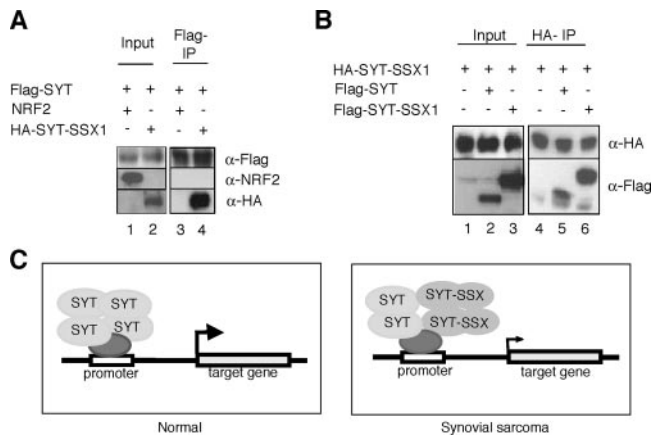 A
Input
Flag-
IP
Flag-SYT + + + +
NRF2 + - + -
HA-SYT-SSX1 - + - +
α-Flag
α-NRF2
α-HA
1 2 3 4
B
Input HA- IP
HA-SYT-SSX1 + + + + + +
Flag-SYT - + - - + -
Flag-SYT-SSX1 - - + - - +
α-HA
α-Flag
1 2 3 4 5 6
C
SYT SYT
SYT SYT
promoter target gene
Normal
SYT SYT-SSX
SYT SYT-SSX
promoter target gene
Synovial sarcoma